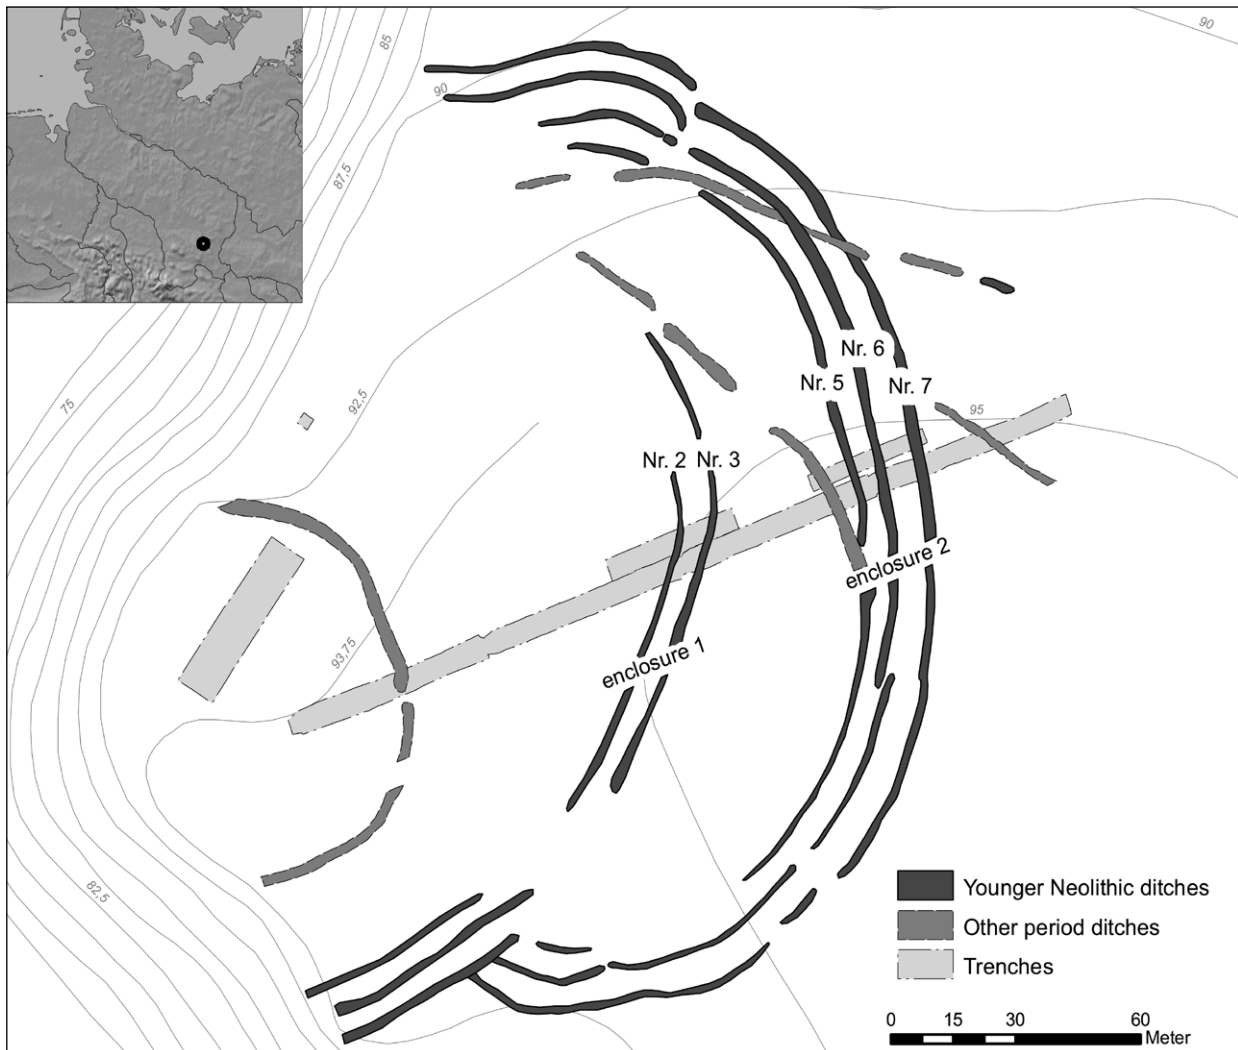 85
90
90
87,5
75
92,5
Nr. 6
Nr. 5
Nr. 7
95
Nr. 2
Nr. 3
enclosure 2
93,75
enclosure 1
82,5
Younger Neolithic ditches
Other period ditches
Trenches
0 15 30 60
Meter